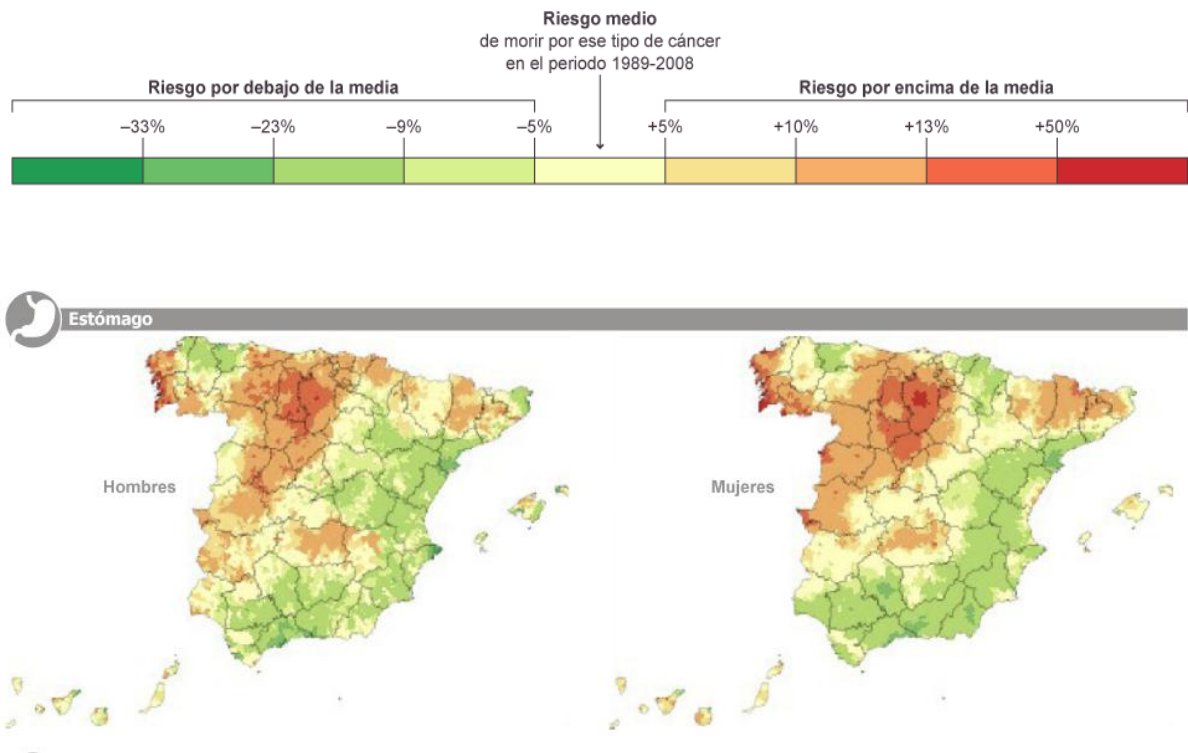 Riesgo medio
de morir por ese tipo de cáncer
en el periodo 1989-2008
Riesgo por debajo de la media
Riesgo por encima de la media
–33%
–23%
–9%
–5%
+5%
+10%
+13%
+50%
Estómago
Hombres
Mujeres